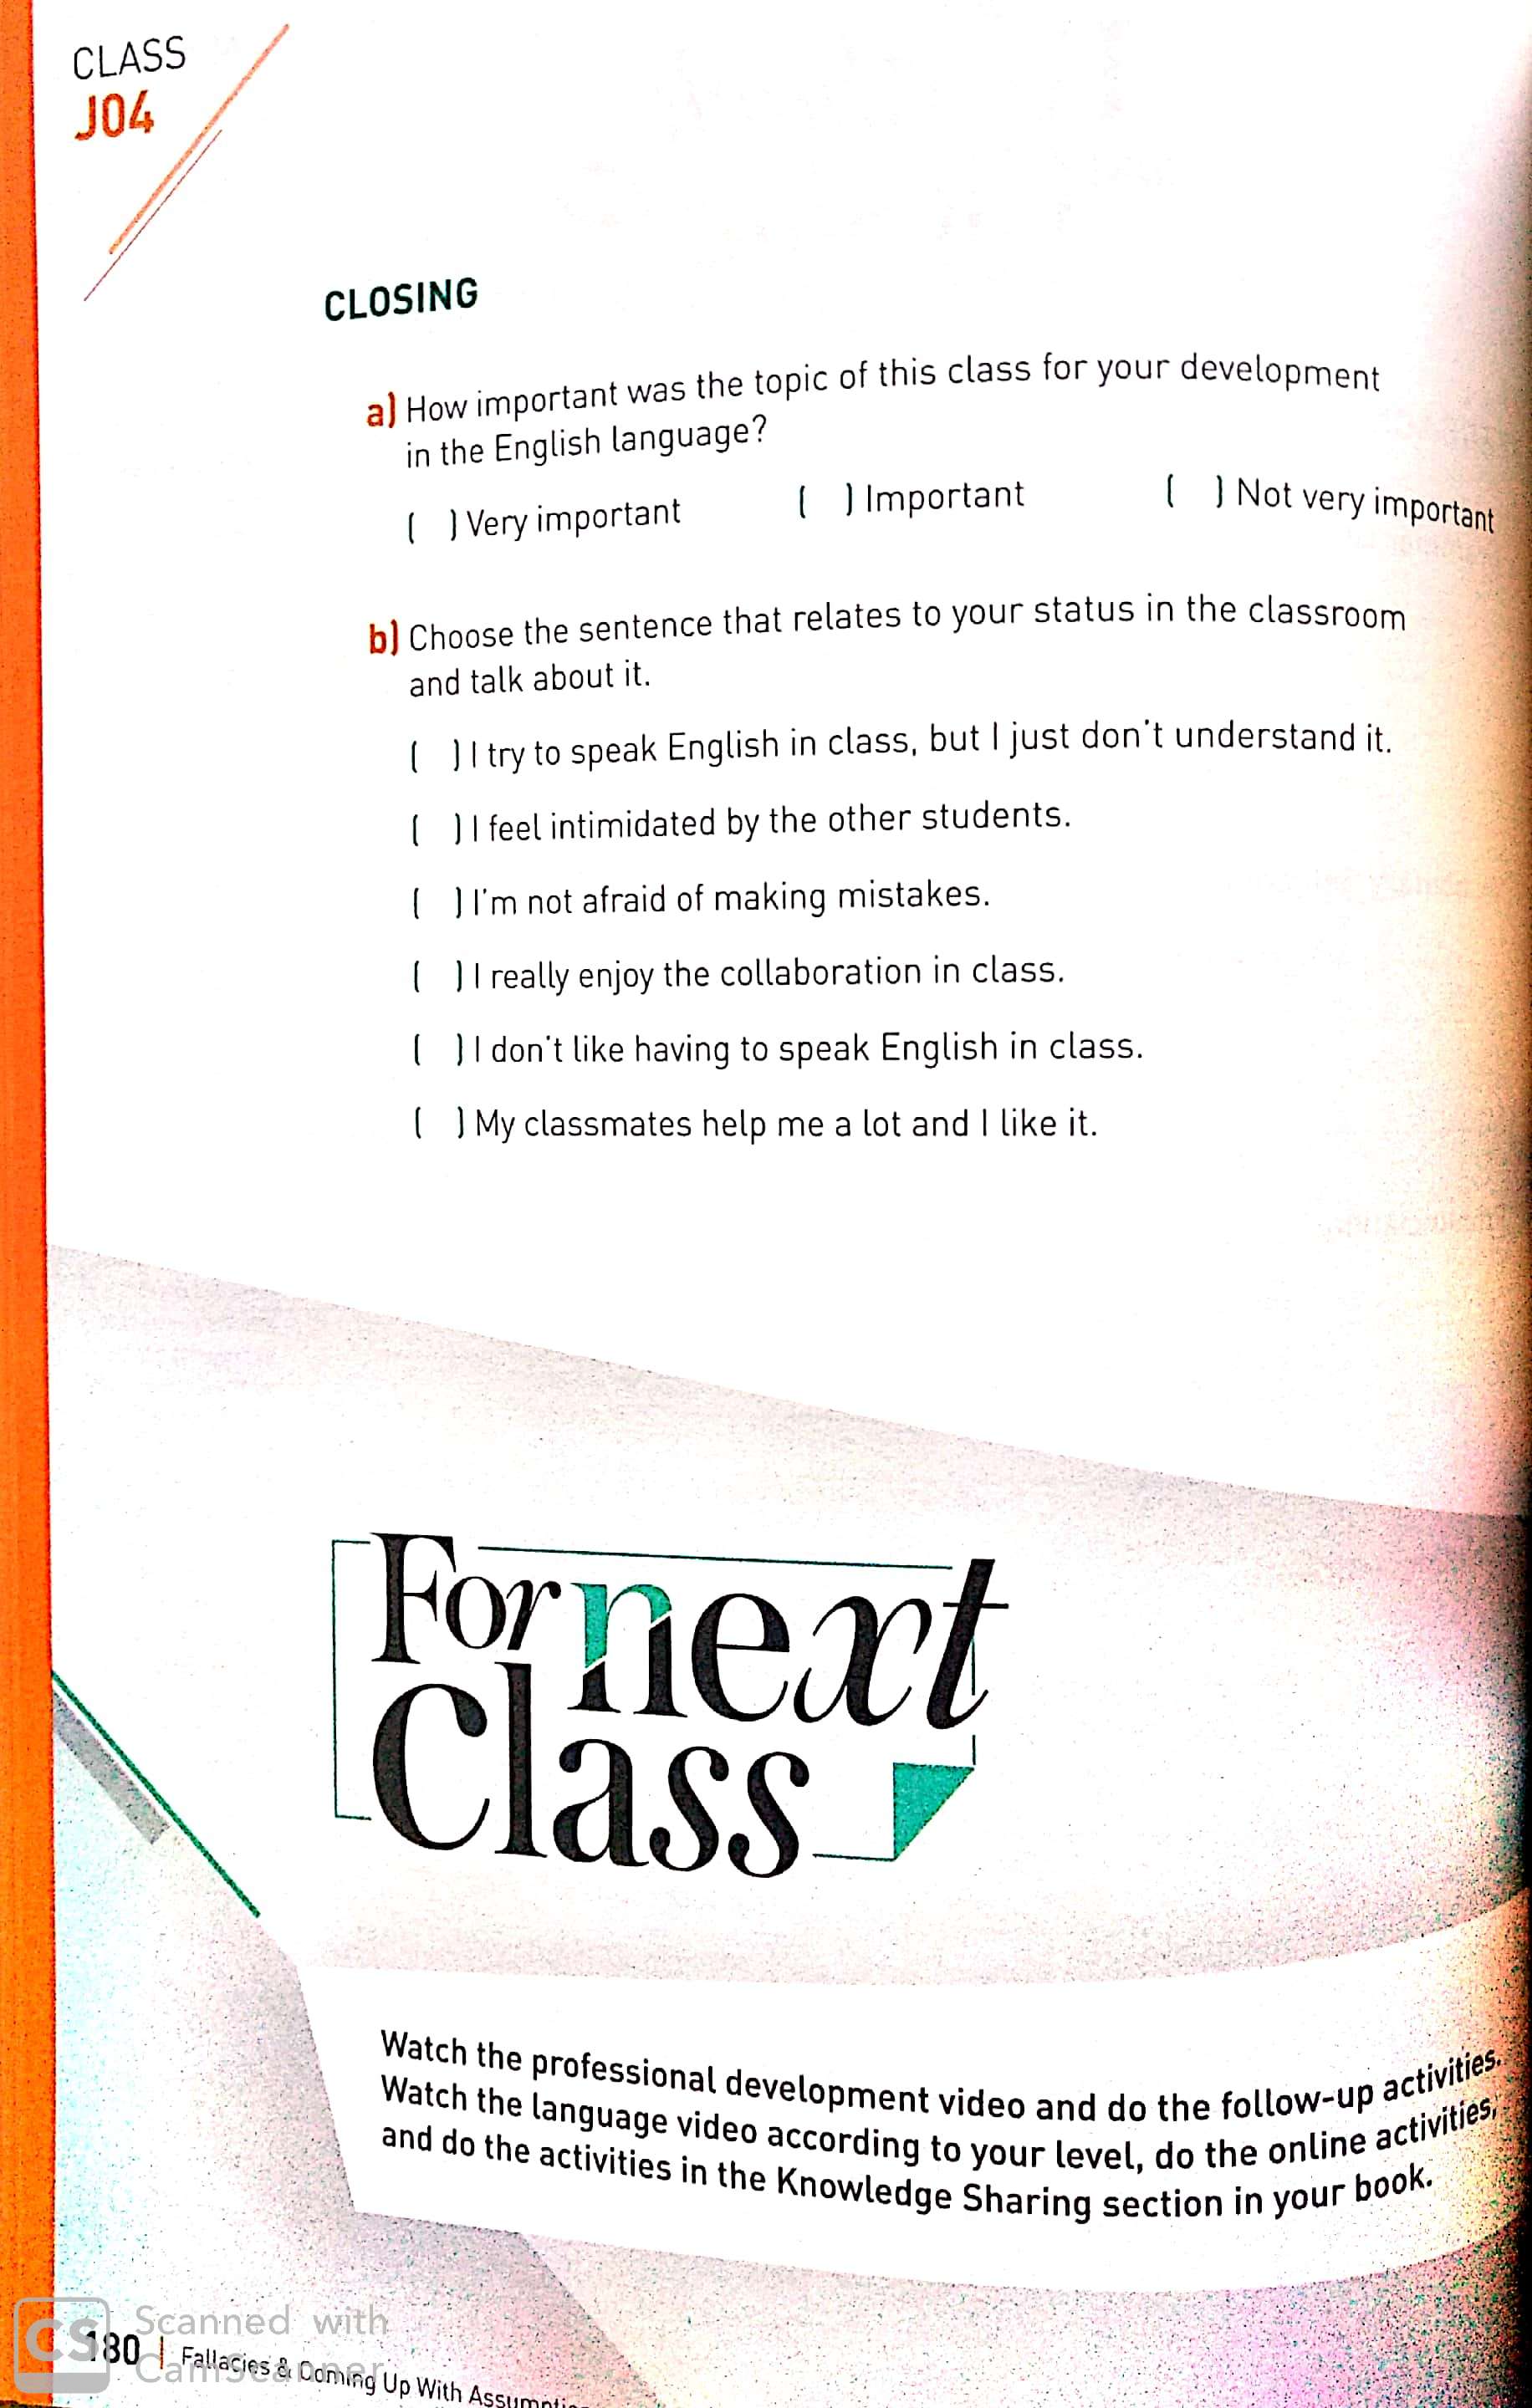 CLASS
J04
CLOSING
a) How important was the topic of this class for your development
in the English language?
( ) Very important ( ) Important ( ) Not very important
b) Choose the sentence that relates to your status in the classroom
and talk about it.
( ) I try to speak English in class, but I just don't understand it.
( ) I feel intimidated by the other students.
( ) I'm not afraid of making mistakes.
( ) I really enjoy the collaboration in class.
( ) I don't like having to speak English in class.
( ) My classmates help me a lot and I like it.
For next
Class
Watch the professional development video and do the follow-up activities.
Watch the language video according to your level, do the online activities,
and do the activities in the Knowledge Sharing section in your book.
180 | Fallacies & Coming Up With
CS Scanned with
CamScanner